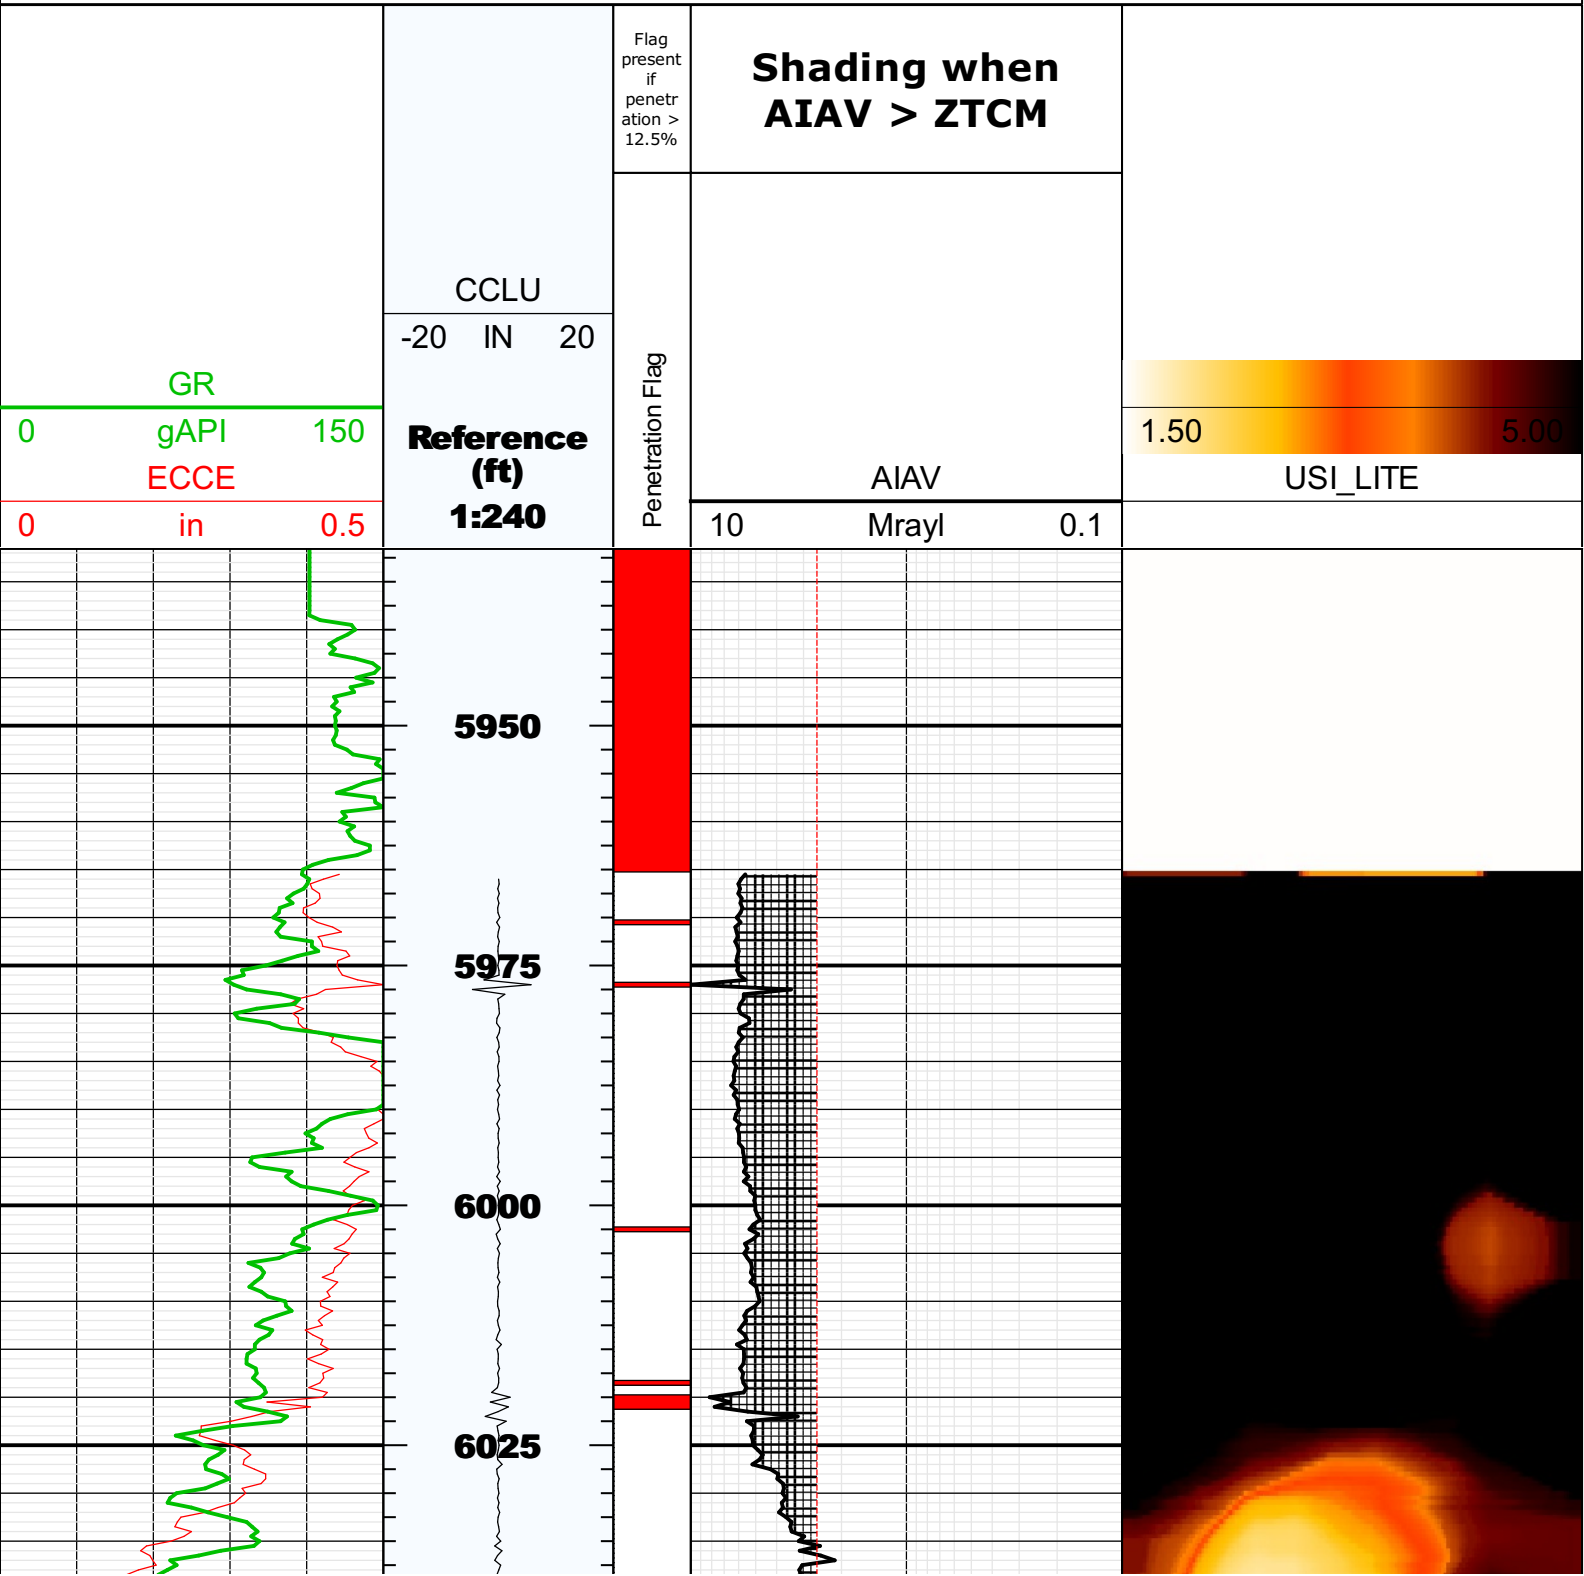 Flag
present
if
penetr
ation >
12.5%
Shading when
AIAV > ZTCM
CCLU
-20 IN 20
GR
0 gAPI 150
ECCE
0 in 0.5
Reference
(ft)
1:240
Penetration Flag
AIAV
10 Mrayl 0.1
1.50 5.00
USI_LITE
5950
5975
6000
6025